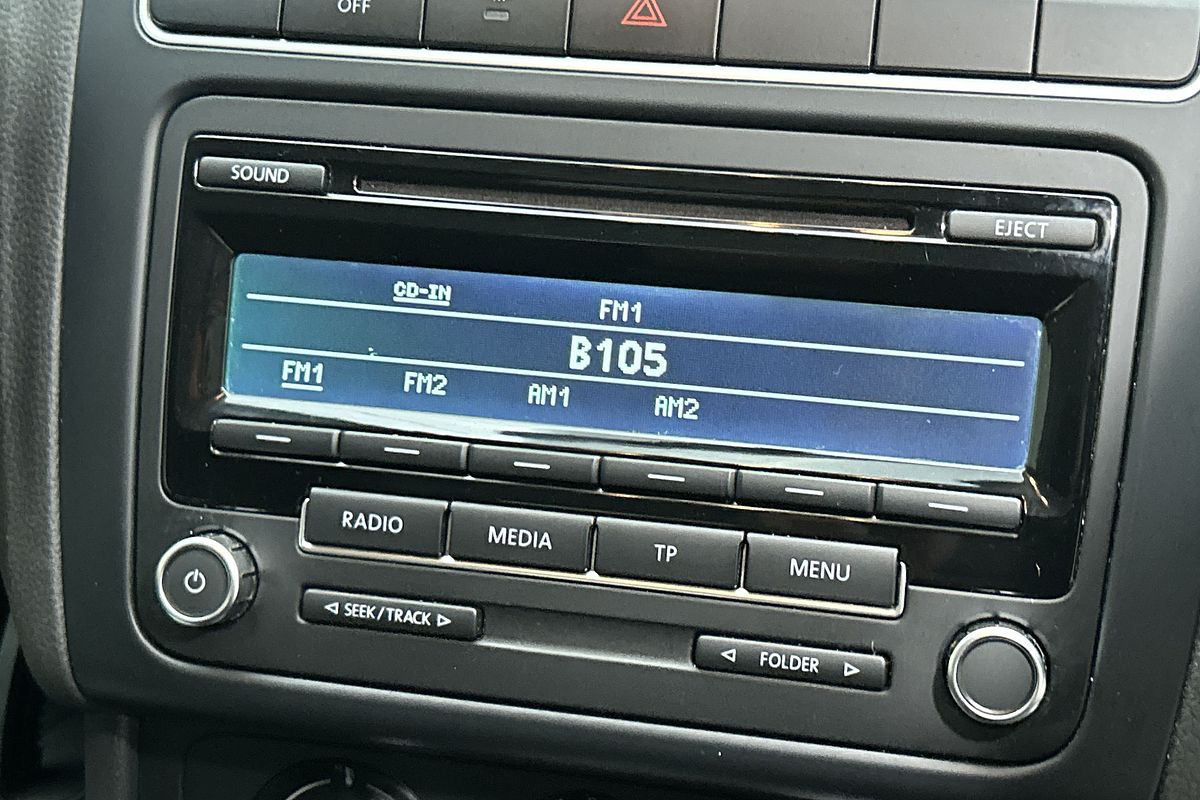 OFF
SOUND
EJECT
CD-IN
FM1
B105
FM1 FM2 AM1 AM2
RADIO MEDIA TP MENU
SEEK/TRACK
FOLDER